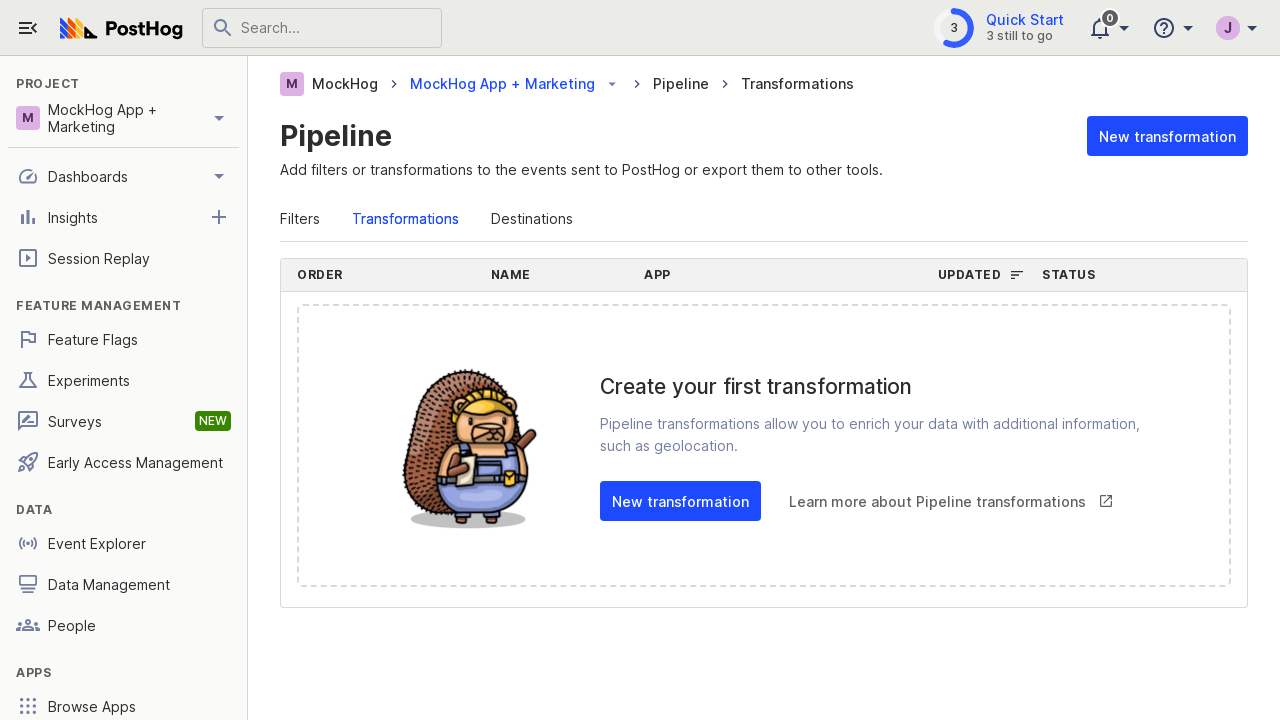 PostHog
Search...
3
Quick Start
3 still to go
0
J
PROJECT
M
MockHog App +
Marketing
Dashboards
Insights
Session Replay
FEATURE MANAGEMENT
Feature Flags
Experiments
Surveys
NEW
Early Access Management
DATA
Event Explorer
Data Management
People
APPS
Browse Apps
M MockHog > MockHog App + Marketing > Pipeline > Transformations
Pipeline
New transformation
Add filters or transformations to the events sent to PostHog or export them to other tools.
Filters Transformations Destinations
ORDER NAME APP UPDATED STATUS
Create your first transformation
Pipeline transformations allow you to enrich your data with additional information,
such as geolocation.
New transformation
Learn more about Pipeline transformations